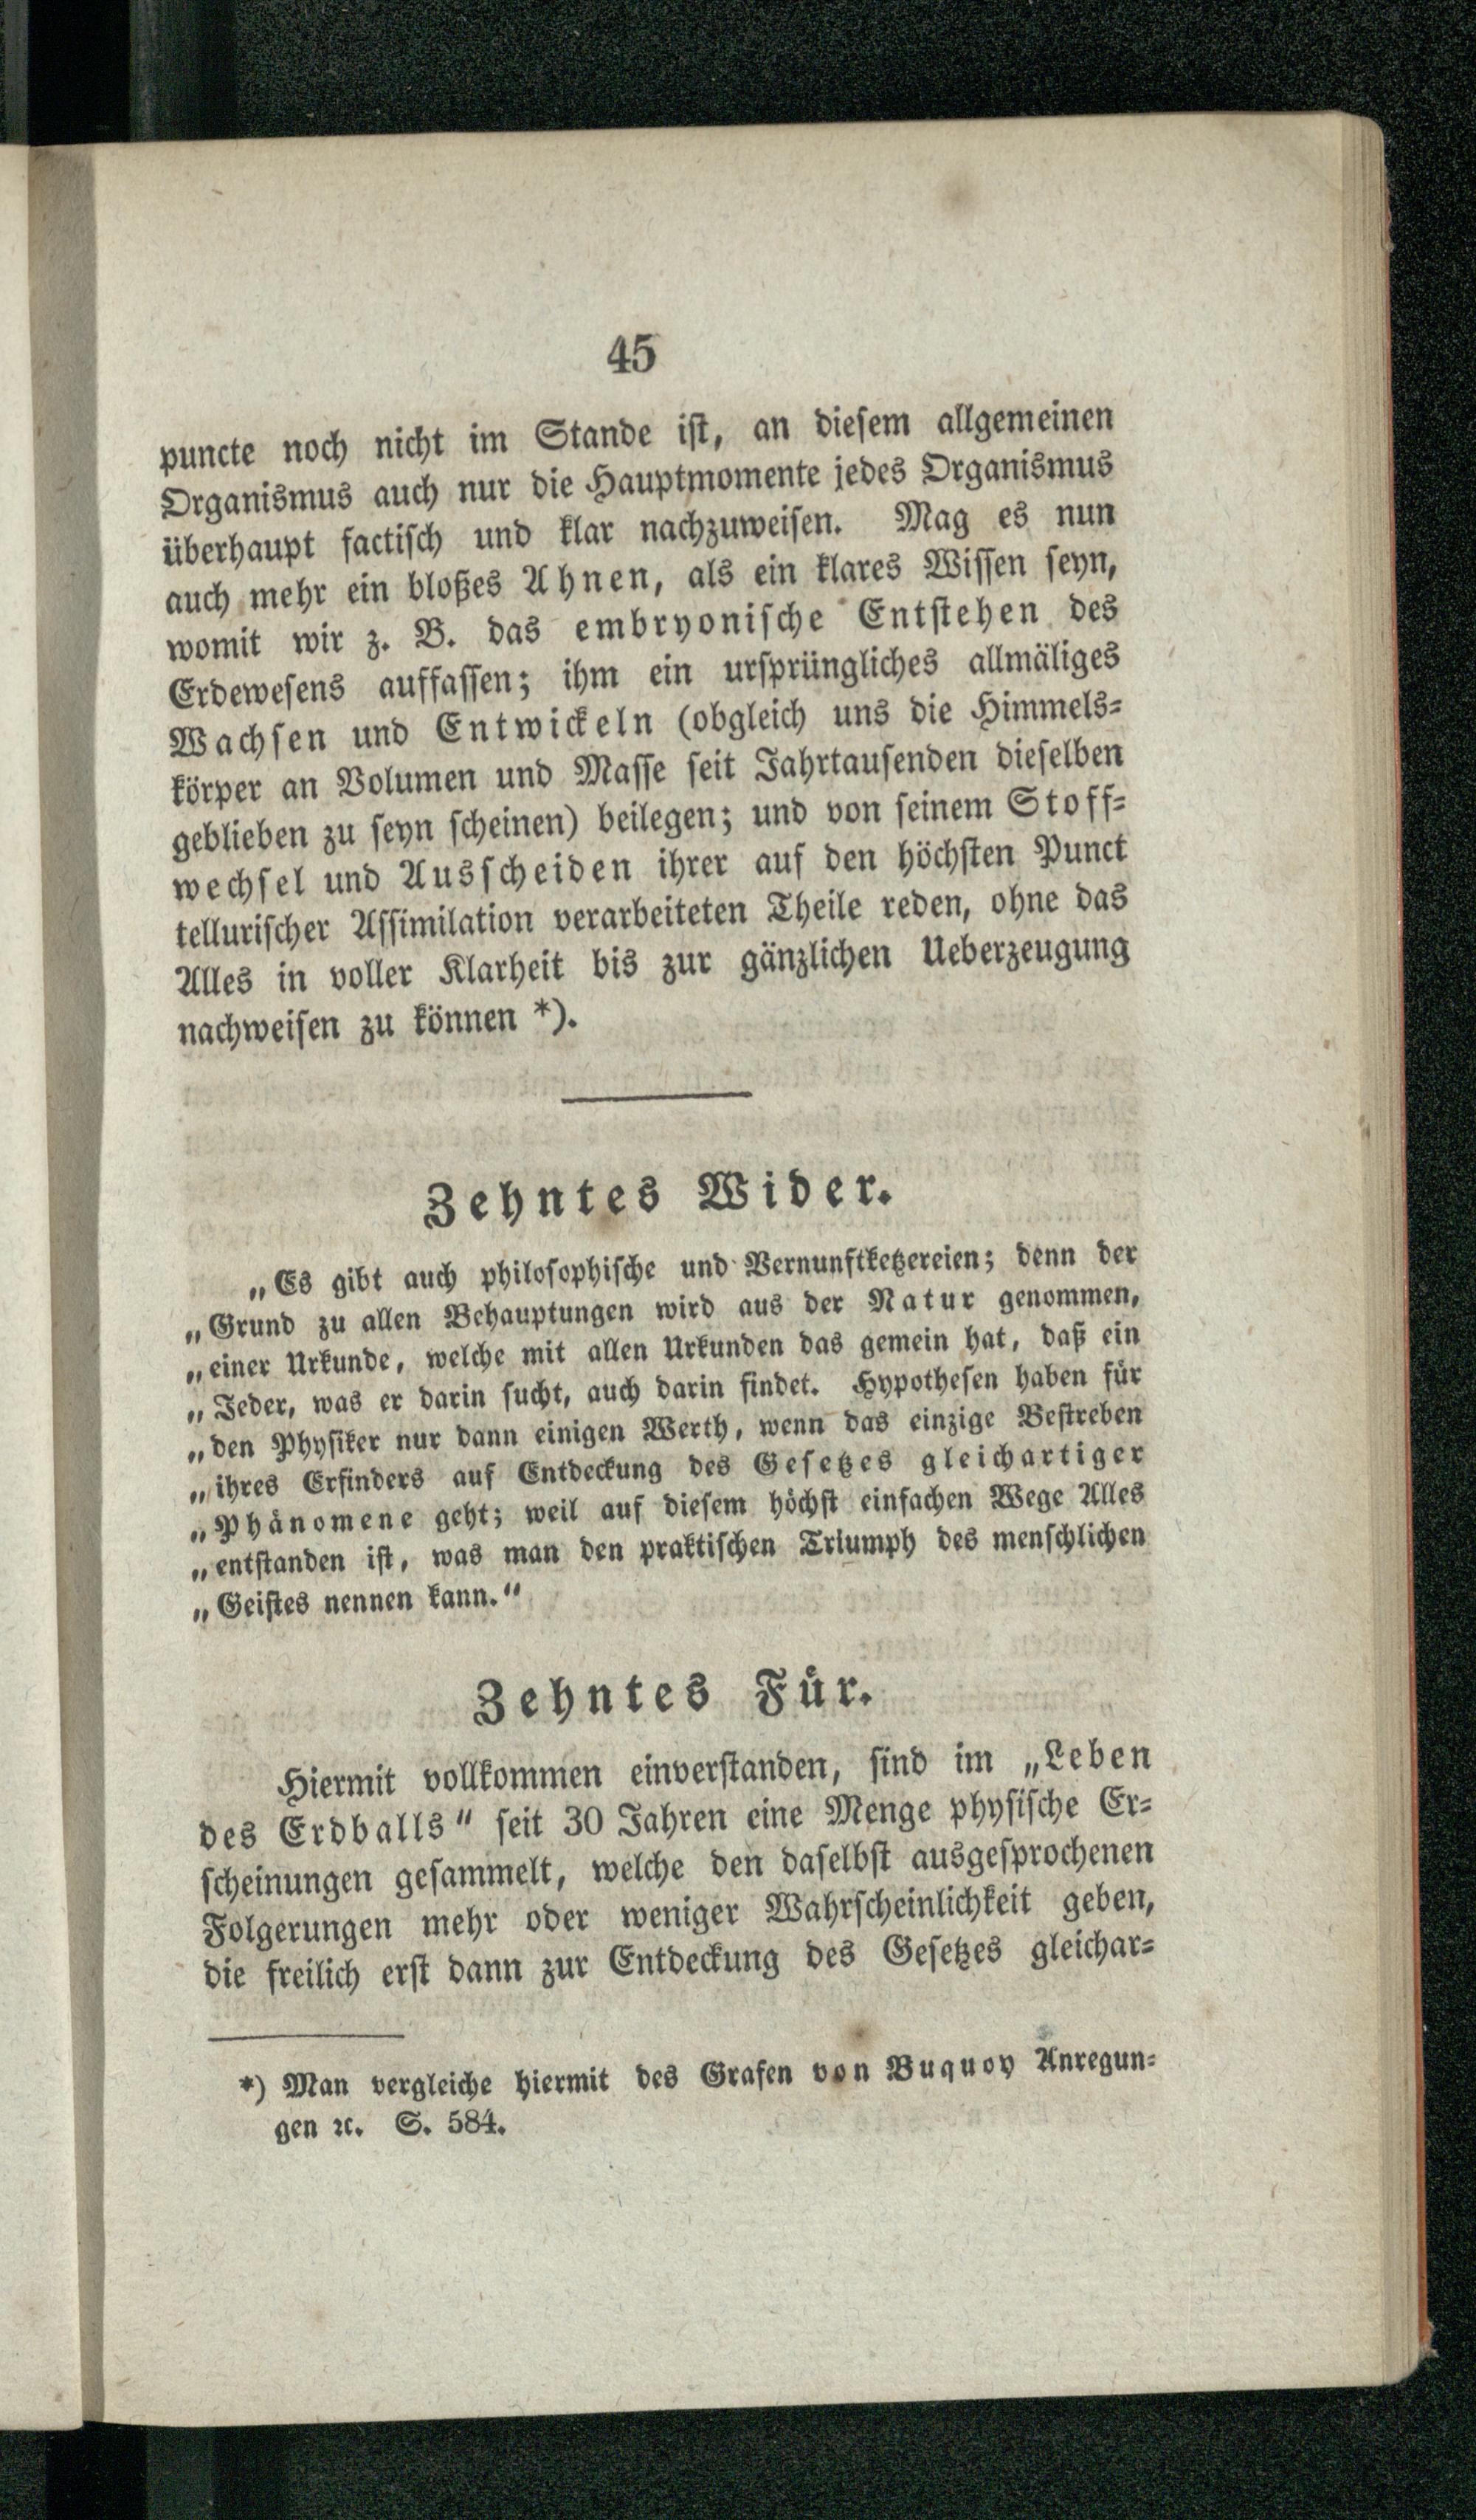 45
puncte noch nicht im Stande ist, an diesem allgemeinen
Organismus auch nur die Hauptmomente jedes Organismus
überhaupt factisch und klar nachzuweisen. Mag es nun
auch mehr ein bloßes Ahnen, als ein klares Wissen seyn,
womit wir z. B. das embryonische Entstehen des
Erdewesens auffassen; ihm ein ursprüngliches allmäliges
Wachsen und Entwickeln (obgleich uns die Himmels-
körper an Volumen und Masse seit Jahrtausenden dieselben
geblieben zu seyn scheinen) beilegen; und von seinem Stoff-
wechsel und Ausscheiden ihrer auf den höchsten Punct
tellurischer Assimilation verarbeiteten Theile reden, ohne das
Alles in voller Klarheit bis zur gänzlichen Ueberzeugung
nachweisen zu können *).
Zehntes Wider.
„Es gibt auch philosophische und Vernunftketzereien; denn der
„Grund zu allen Behauptungen wird aus der Natur genommen,
„einer Urkunde, welche mit allen Urkunden das gemein hat, daß ein
„Jeder, was er darin sucht, auch darin findet. Hypothesen haben für
„den Physiker nur dann einigen Werth, wenn das einzige Bestreben
„ihres Erfinders auf Entdeckung des Gesetzes gleichartiger
„Phänomene geht; weil auf diesem höchst einfachen Wege Alles
„entstanden ist, was man den praktischen Triumph des menschlichen
„Geistes nennen kann.“
Zehntes Für.
Hiermit vollkommen einverstanden, sind im „Leben
des Erdballs“ seit 30 Jahren eine Menge physische Er-
scheinungen gesammelt, welche den daselbst ausgesprochenen
Folgerungen mehr oder weniger Wahrscheinlichkeit geben,
die freilich erst dann zur Entdeckung des Gesetzes gleichar-
*) Man vergleiche hiermit des Grafen von Buquoy Anregun-
gen ꝛc. S. 584.